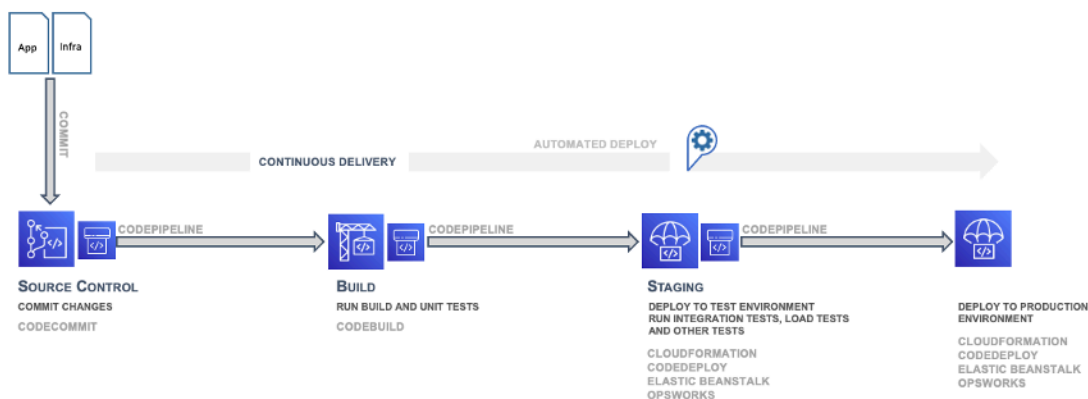 App
Infra
COMMIT
AUTOMATED DEPLOY
CONTINUOUS DELIVERY
CODEPIPELINE
CODEPIPELINE
CODEPIPELINE
SOURCE CONTROL
COMMIT CHANGES
CODECOMMIT
BUILD
RUN BUILD AND UNIT TESTS
CODEBUILD
STAGING
DEPLOY TO TEST ENVIRONMENT
RUN INTEGRATION TESTS, LOAD TESTS
AND OTHER TESTS
CLOUDFORMATION
CODEDEPLOY
ELASTIC BEANSTALK
OPSWORKS
DEPLOY TO PRODUCTION
ENVIRONMENT
CLOUDFORMATION
CODEDEPLOY
ELASTIC BEANSTALK
OPSWORKS